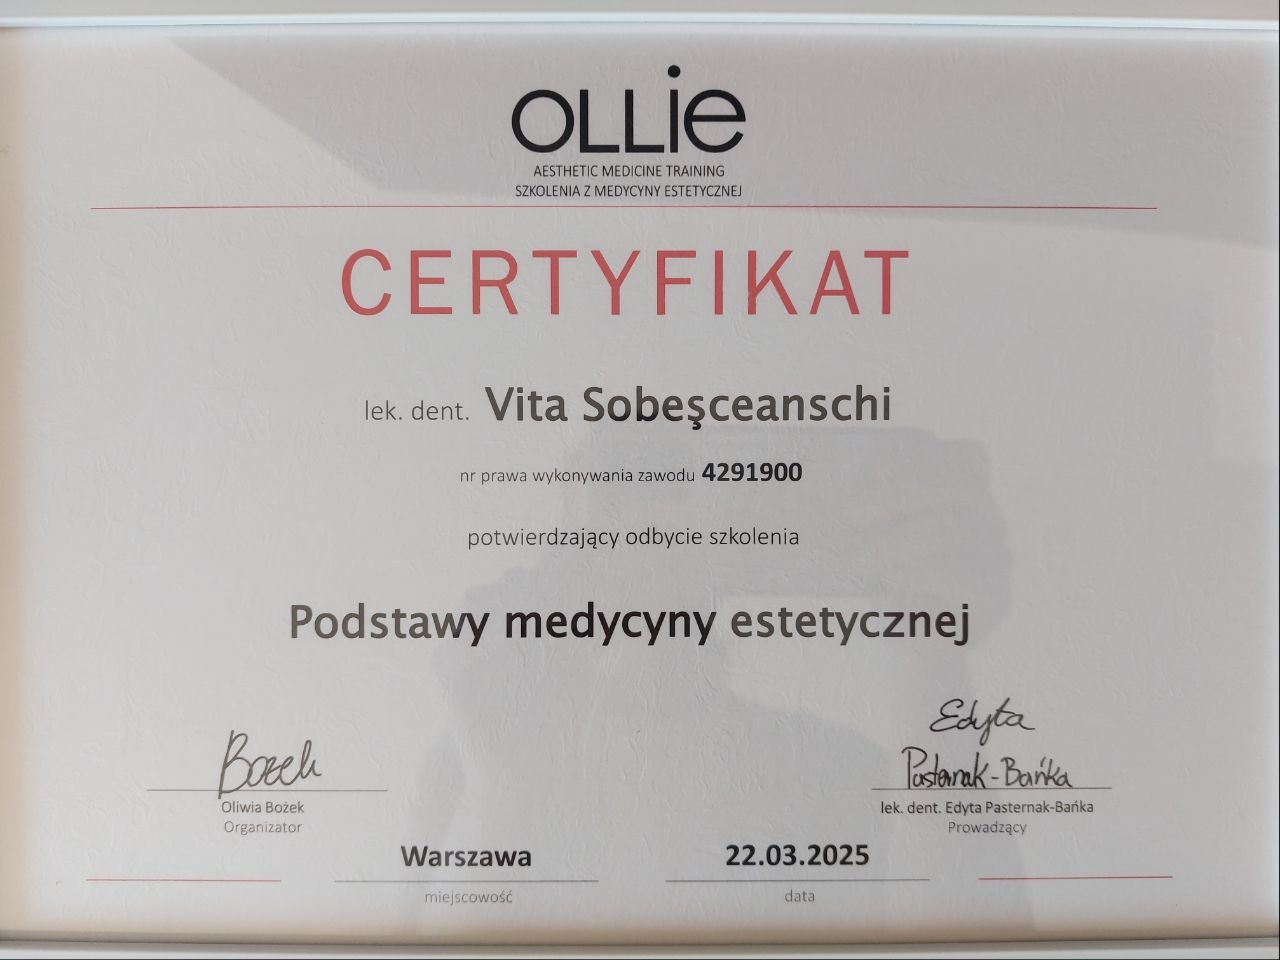 OLLiе
AESTHETIC MEDICINE TRAINING
SZKOLENIA Z MEDYCYNY ESTETYCZNEJ
CERTYFIKAT
lek. dent. Vita Sobeşceanschi
nr prawa wykonywania zawodu 4291900
potwierdzający odbycie szkolenia
Podstawy medycyny estetycznej
Bożek
Edyta
Pasternak-Bańka
Oliwia Bożek
Organizator
lek. dent. Edyta Pasternak-Bańka
Prowadzący
Warszawa
22.03.2025
miejscowość
data